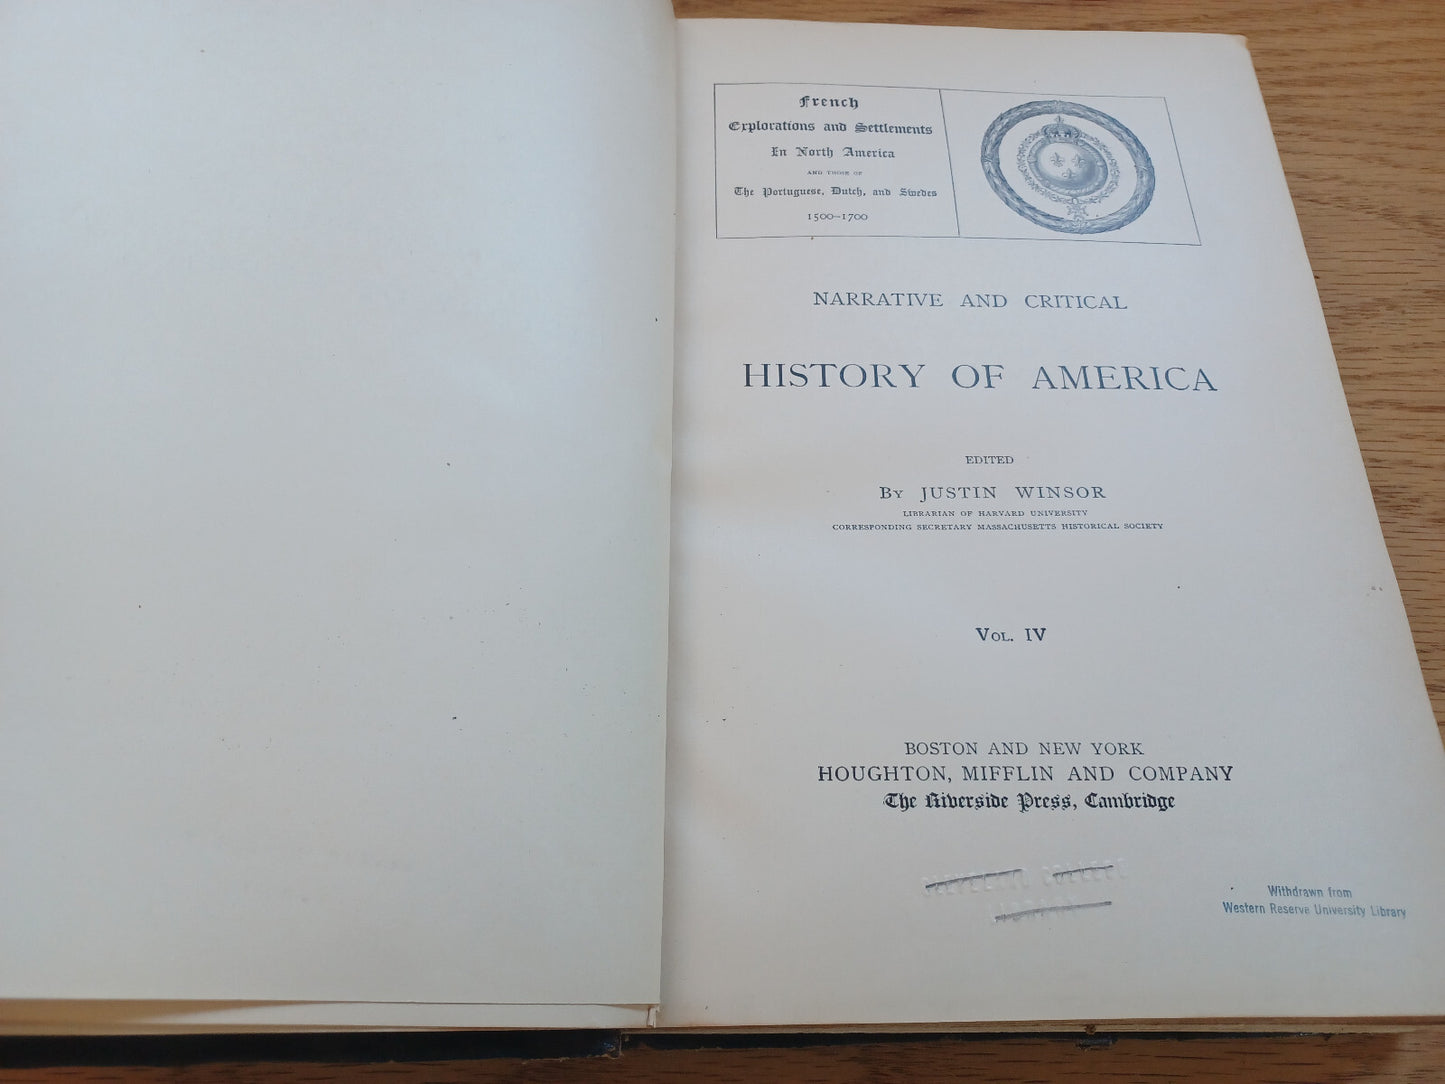 French
Explorations and Settlements
In North America
AND THOSE OF
The Portuguese, Dutch, and Swedes
1500–1700
NARRATIVE AND CRITICAL
HISTORY OF AMERICA
EDITED
BY JUSTIN WINSOR
LIBRARIAN OF HARVARD UNIVERSITY
CORRESPONDING SECRETARY MASSACHUSETTS HISTORICAL SOCIETY
VOL. IV
BOSTON AND NEW YORK
HOUGHTON, MIFFLIN AND COMPANY
The Riverside Press, Cambridge
Withdrawn from
Western Reserve University Library